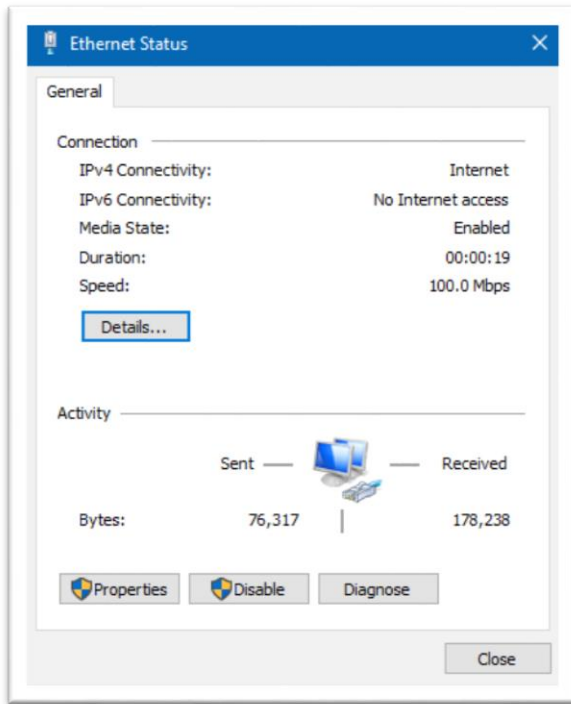 Ethernet Status
General
Connection
IPv4 Connectivity: Internet
IPv6 Connectivity: No Internet access
Media State: Enabled
Duration: 00:00:19
Speed: 100.0 Mbps
Details...
Activity
Sent Received
Bytes: 76,317 178,238
Properties Disable Diagnose
Close